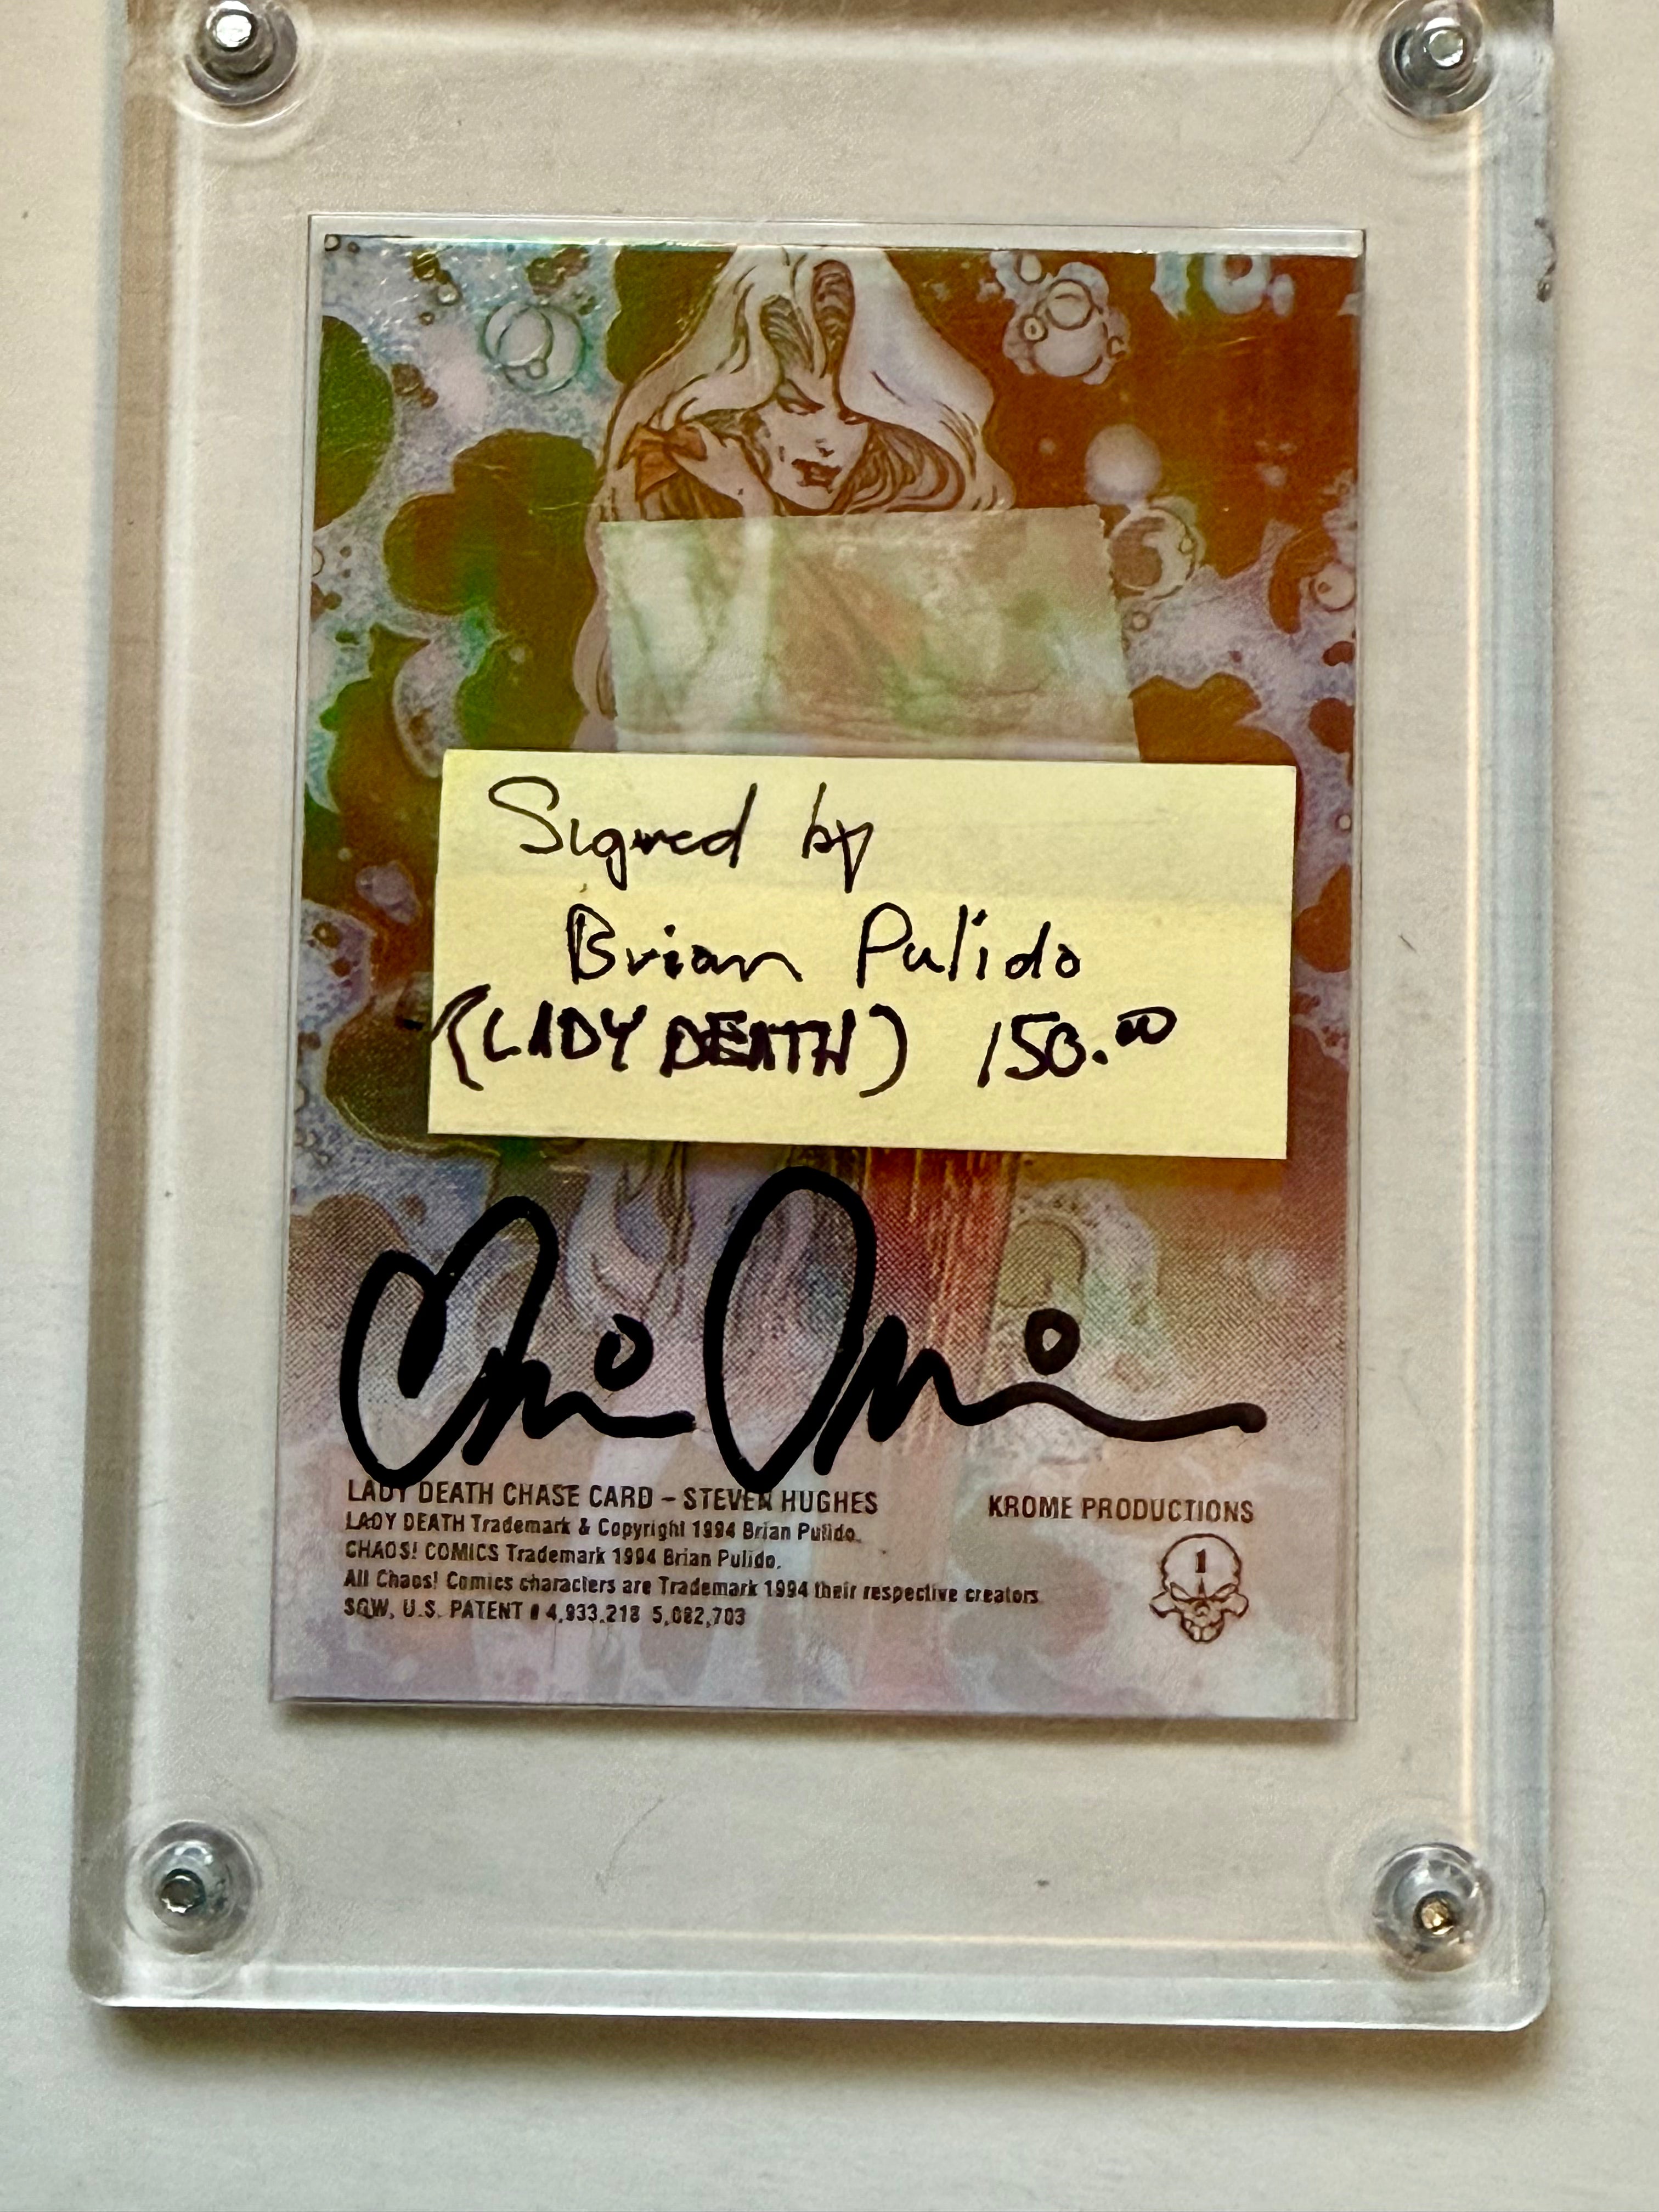 Signed by
Brian Pulido
(LADY DEATH) 150.00
LADY DEATH CHASE CARD – STEVEN HUGHES
LADY DEATH Trademark & Copyright 1994 Brian Pulido.
CHAOS! COMICS Trademark 1994 Brian Pulido.
All Chaos! Comics characters are Trademark 1994 their respective creators
SGW, U.S. PATENT # 4,933,218 5,082,703
KROME PRODUCTIONS
1